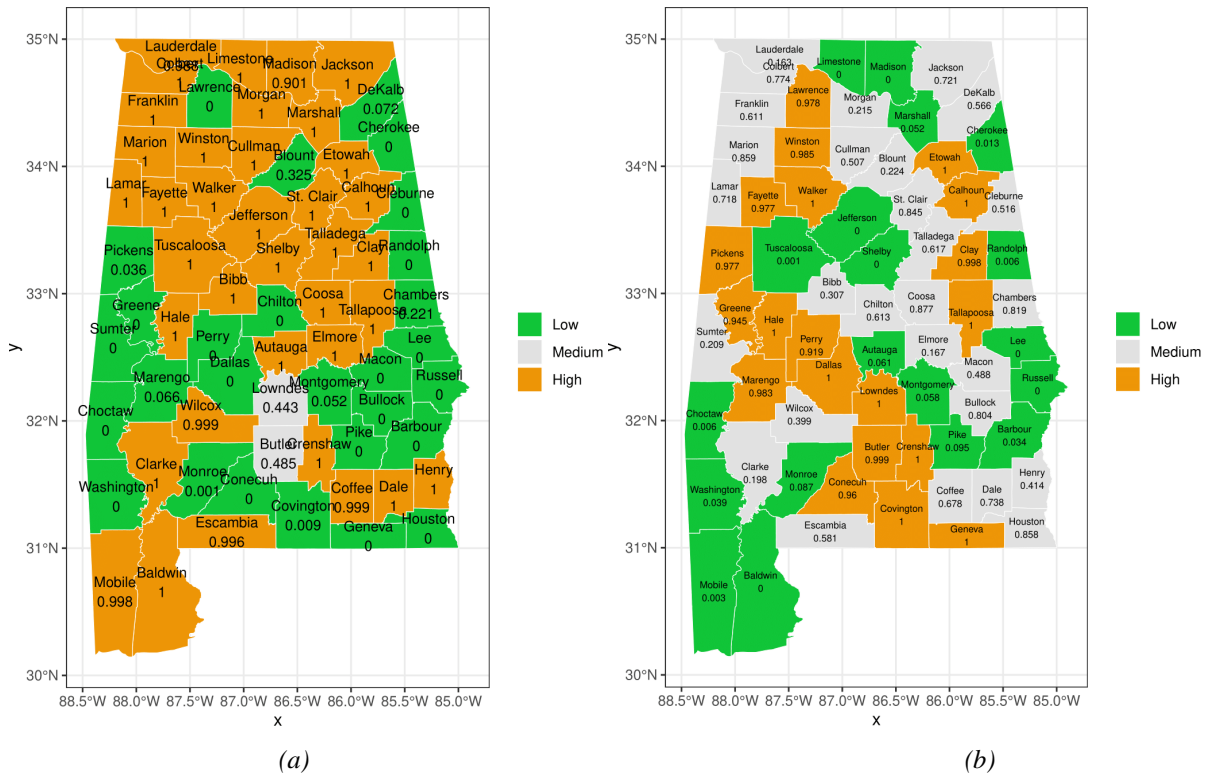 35°N
34°N
33°N
32°N
31°N
30°N
y
Lauderdale
0.988
Colbert
1
Limestone
1
Madison
0.901
Jackson
1
Lawrence
0
Morgan
1
DeKalb
0.072
Franklin
1
Marshall
1
Cherokee
0
Marion
1
Winston
1
Cullman
1
Blount
0.325
Etowah
1
Lamar
1
Fayette
1
Walker
1
Jefferson
1
St. Clair
1
Calhoun
1
Cleburne
0
Pickens
0.036
Tuscaloosa
1
Shelby
1
Talladega
1
Clay
1
Randolph
0
Bibb
1
Greene
0
Hale
1
Chilton
0
Coosa
1
Tallapoosa
1
Chambers
0.221
Sumter
0
Perry
0
Autauga
1
Elmore
1
Lee
0
Marengo
0.066
Dallas
0
Lowndes
0.443
Montgomery
0.052
Macon
0
Russell
0
Choctaw
0
Wilcox
0.999
Bullock
0
Butler
0.485
Crenshaw
1
Pike
0
Barbour
0
Clarke
1
Monroe
0.001
Conecuh
0
Henry
1
Washington
0
Covington
0.009
Coffee
0.999
Dale
1
Escambia
0.996
Geneva
0
Houston
0
Mobile
0.998
Baldwin
1
88.5°W 88.0°W 87.5°W 87.0°W 86.5°W 86.0°W 85.5°W 85.0°W
x
Low
Medium
High
(a)
35°N
34°N
33°N
32°N
31°N
30°N
y
Lauderdale
0.163
Colbert
0.774
Limestone
0
Madison
0
Jackson
0.721
Lawrence
0.978
Morgan
0.215
DeKalb
0.566
Franklin
0.611
Marshall
0.052
Cherokee
0.013
Marion
0.859
Winston
0.985
Cullman
0.507
Blount
0.224
Etowah
1
Lamar
0.718
Fayette
0.977
Walker
1
Jefferson
0
St. Clair
0.845
Calhoun
1
Cleburne
0.516
Pickens
0.977
Tuscaloosa
0.001
Shelby
0
Talladega
0.617
Clay
0.998
Randolph
0.006
Bibb
0.307
Greene
0.945
Hale
1
Chilton
0.613
Coosa
0.877
Tallapoosa
1
Chambers
0.819
Sumter
0.209
Perry
0.919
Autauga
0.061
Elmore
0.167
Lee
0
Marengo
0.983
Dallas
1
Lowndes
1
Montgomery
0.058
Macon
0.488
Russell
0
Choctaw
0.006
Wilcox
0.399
Bullock
0.804
Butler
0.999
Crenshaw
1
Pike
0.095
Barbour
0.034
Clarke
0.198
Monroe
0.087
Conecuh
0.96
Henry
0.414
Washington
0.039
Covington
1
Coffee
0.678
Dale
0.738
Escambia
0.581
Geneva
1
Houston
0.858
Mobile
0.003
Baldwin
0
88.5°W 88.0°W 87.5°W 87.0°W 86.5°W 86.0°W 85.5°W 85.0°W
x
Low
Medium
High
(b)